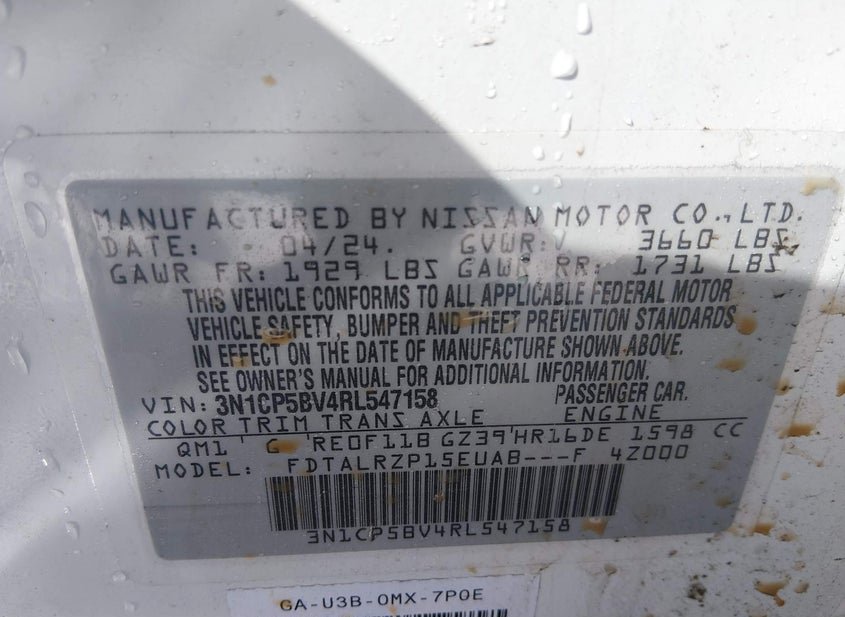 MANUFACTURED BY NISSAN MOTOR CO., LTD.
DATE: 04/24. GVWR: 3660 LBS
GAWR FR: 1929 LBS GAWR RR: 1731 LBS
THIS VEHICLE CONFORMS TO ALL APPLICABLE FEDERAL MOTOR
VEHICLE SAFETY, BUMPER AND THEFT PREVENTION STANDARDS
IN EFFECT ON THE DATE OF MANUFACTURE SHOWN ABOVE.
SEE OWNER'S MANUAL FOR ADDITIONAL INFORMATION.
VIN: 3N1CP5BV4RL547158 PASSENGER CAR.
COLOR TRIM TRANS AXLE ENGINE
QM1 G RE0F11B GZ39 HR16DE 1598 CC
MODEL: FDTALRZP15EUAB---F 4Z000
3N1CP5BV4RL547158
GA-U3B-0MX-7P0E